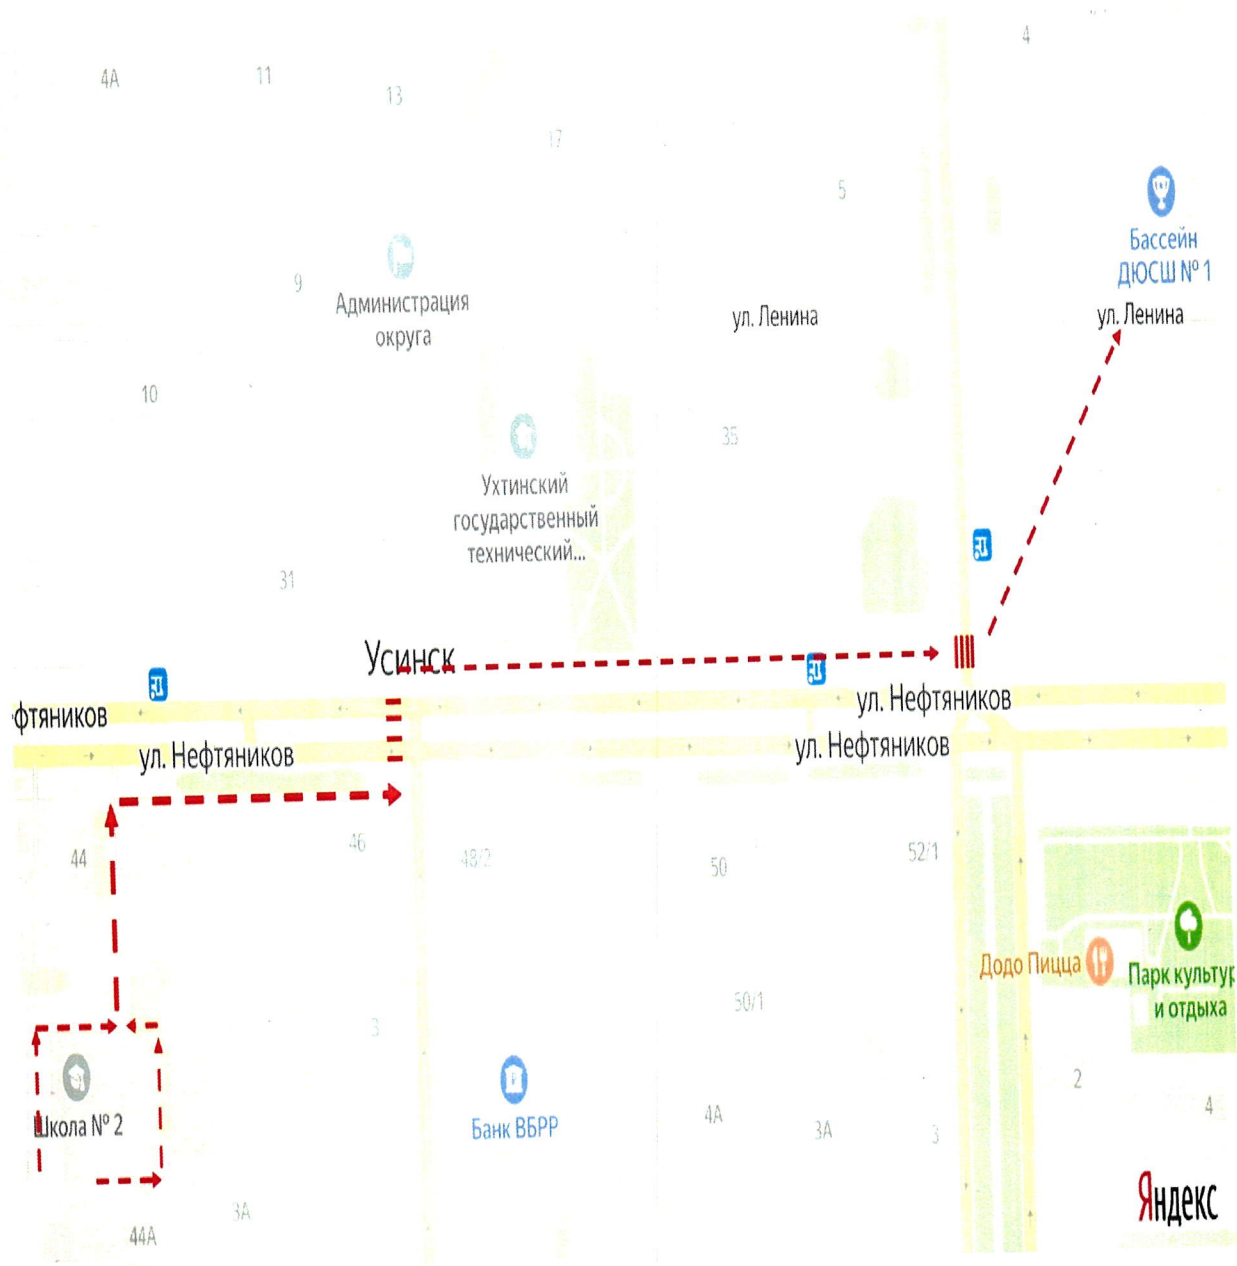 4
4А
11
13
17
5
Бассейн
ДЮСШ № 1
9
Администрация
округа
ул. Ленина
ул. Ленина
10
35
Ухтинский
государственный
технический...
31
Усинск
фтяников
ул. Нефтяников
ул. Нефтяников
ул. Нефтяников
44
46
48/2
50
52/1
Додо Пицца
Парк культур
и отдыха
50/1
3
2
4
Школа № 2
Банк ВБРР
4А
3А
3
Яндекс
3А
44А